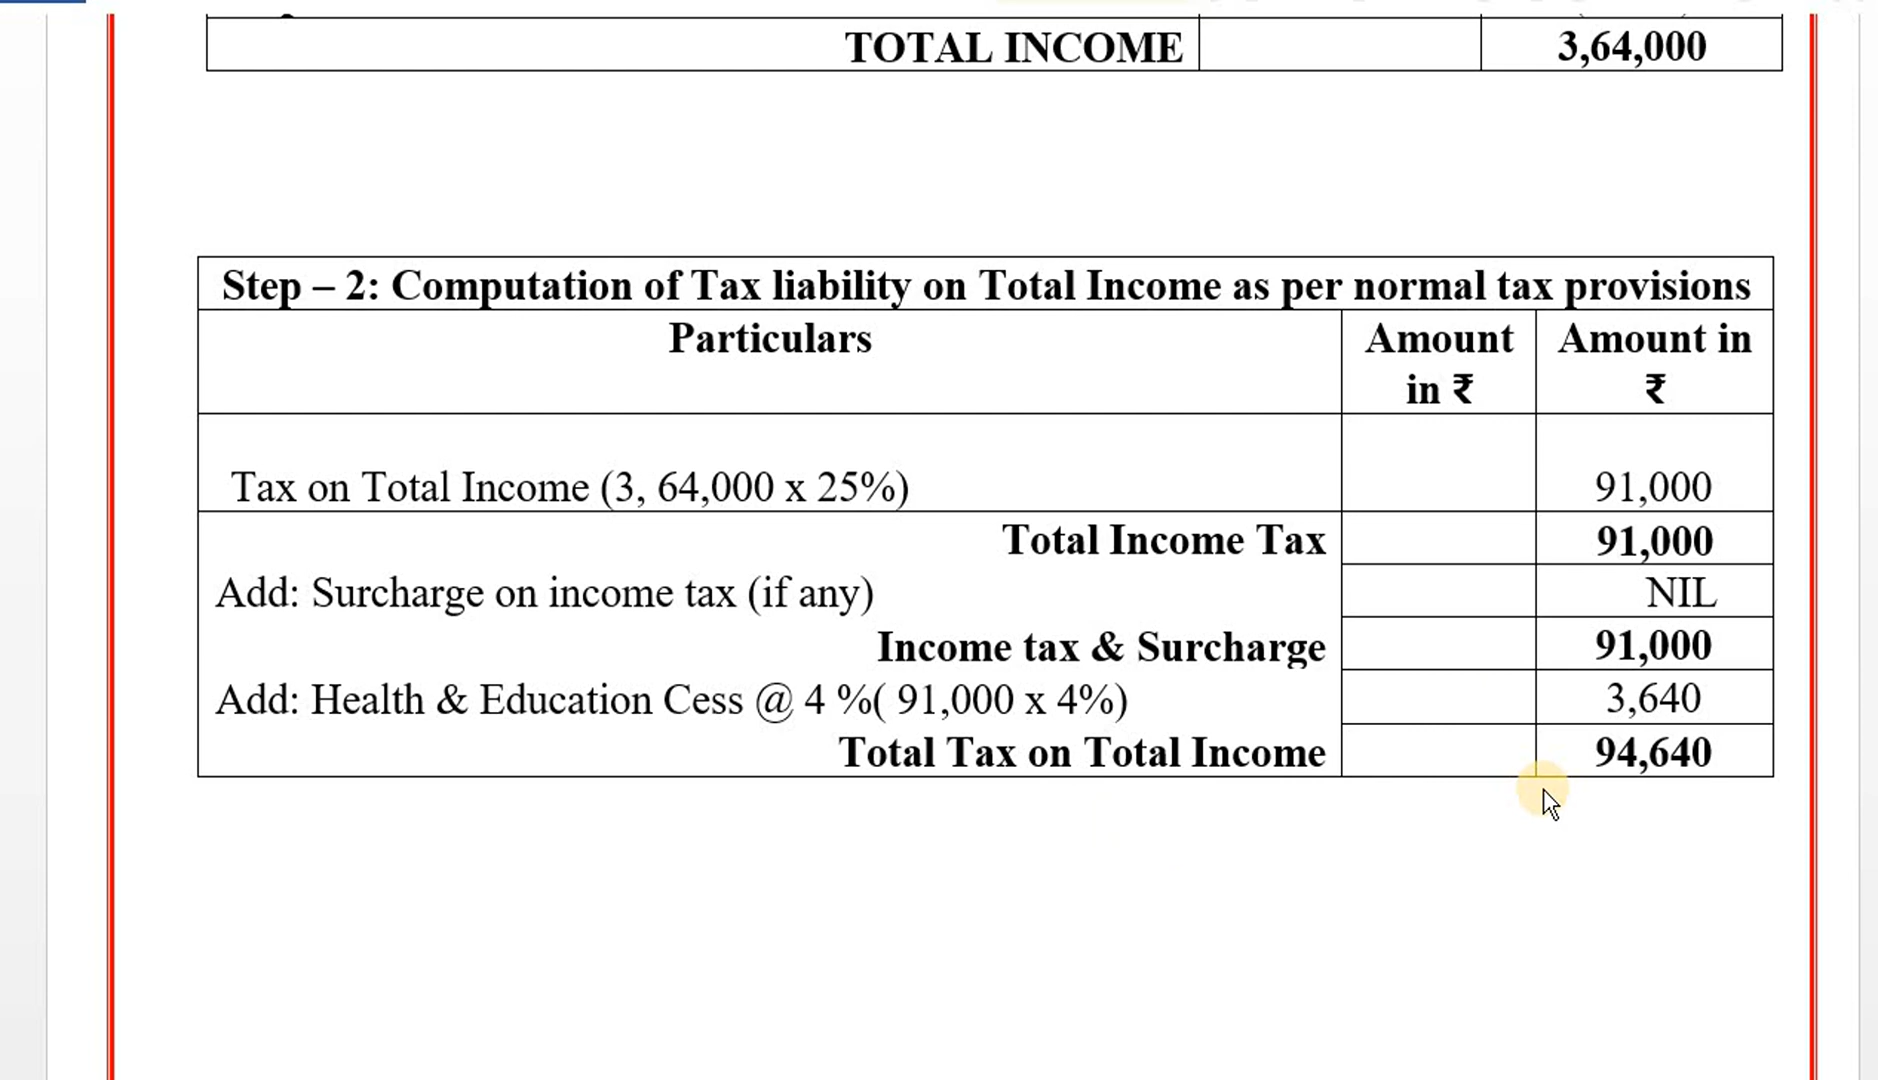 TOTAL INCOME 3,64,000
Step – 2: Computation of Tax liability on Total Income as per normal tax provisions
Particulars Amount in ₹ Amount in ₹
Tax on Total Income (3, 64,000 x 25%) 91,000
Total Income Tax 91,000
Add: Surcharge on income tax (if any) NIL
Income tax & Surcharge 91,000
Add: Health & Education Cess @ 4 %( 91,000 x 4%) 3,640
Total Tax on Total Income 94,640